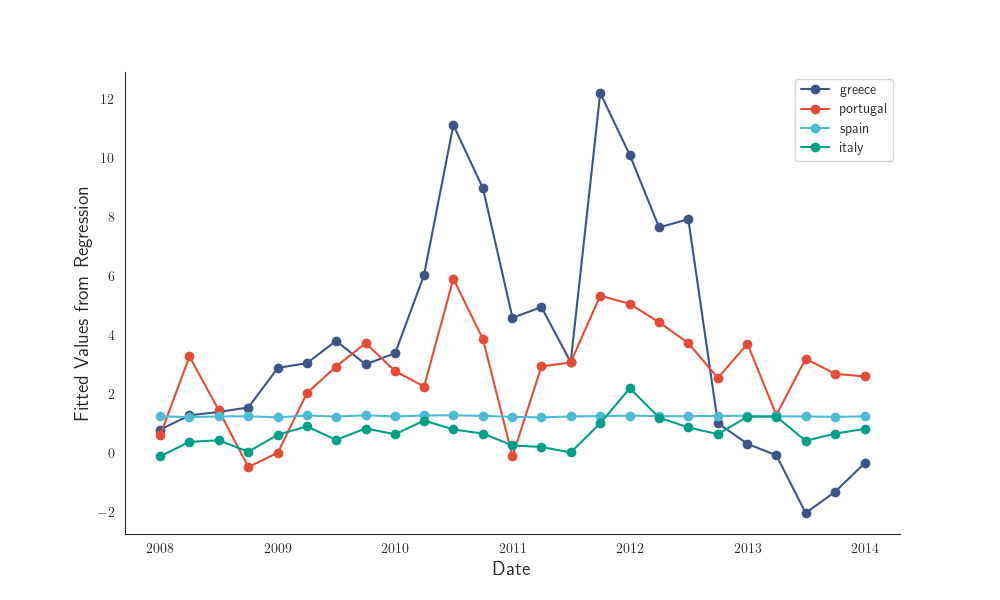 greece
portugal
spain
italy
12
10
8
6
4
2
0
−2
Fitted Values from Regression
2008 2009 2010 2011 2012 2013 2014
Date